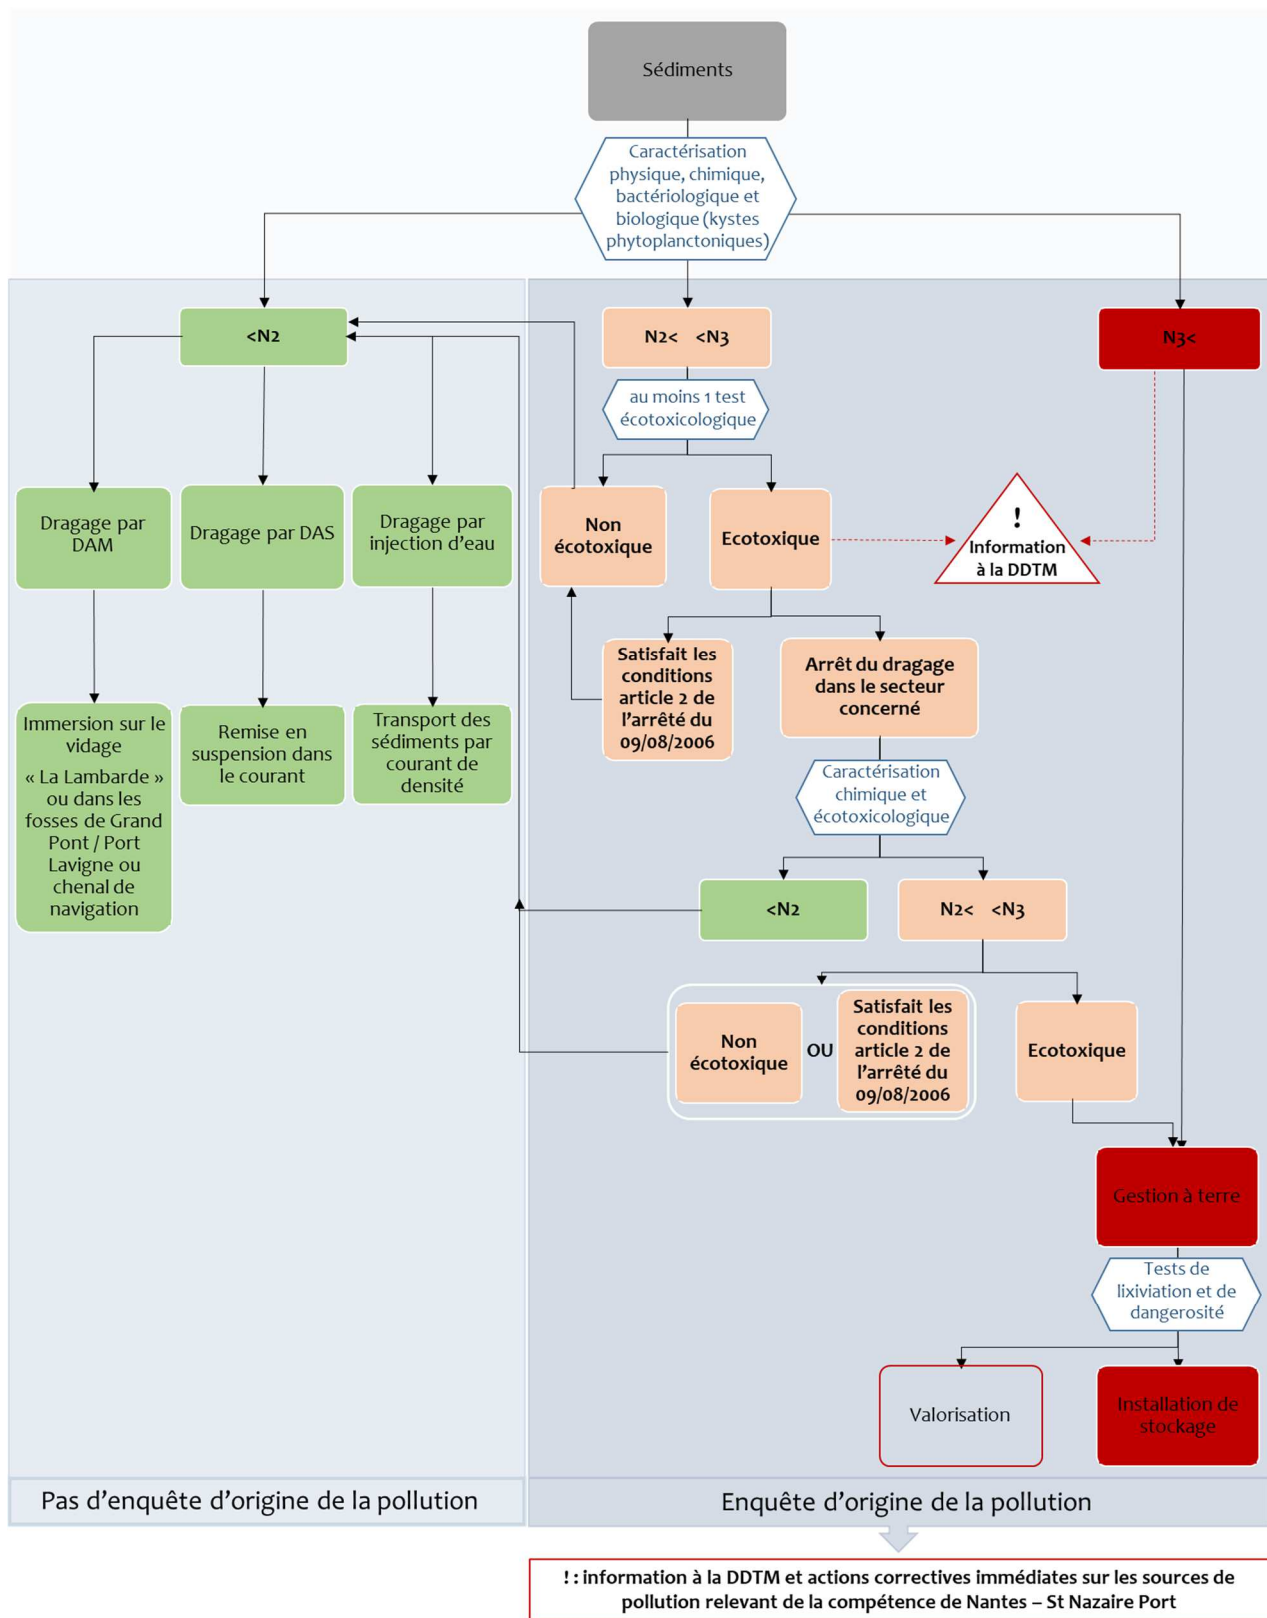 Sédiments
Caractérisation
physique, chimique,
bactériologique et
biologique (kystes
phytoplanctoniques)
<N2
N2<   <N3
N3<
au moins 1 test
écotoxicologique
Dragage par
DAM
Dragage par DAS
Dragage par
injection d’eau
Non
écotoxique
Ecotoxique
!
Information
à la DDTM
Satisfait les
conditions
article 2 de
l’arrêté du
09/08/2006
Arrêt du dragage
dans le secteur
concerné
Immersion sur le
vidage
« La Lambarde »
ou dans les
fosses de Grand
Pont / Port
Lavigne ou
chenal de
navigation
Remise en
suspension dans
le courant
Transport des
sédiments par
courant de
densité
Caractérisation
chimique et
écotoxicologique
<N2
N2<   <N3
Non
écotoxique
OU
Satisfait les
conditions
article 2 de
l’arrêté du
09/08/2006
Ecotoxique
Gestion à terre
Tests de
lixiviation et de
dangerosité
Valorisation
Installation de
stockage
Pas d’enquête d’origine de la pollution
Enquête d’origine de la pollution
! : information à la DDTM et actions correctives immédiates sur les sources de
pollution relevant de la compétence de Nantes – St Nazaire Port